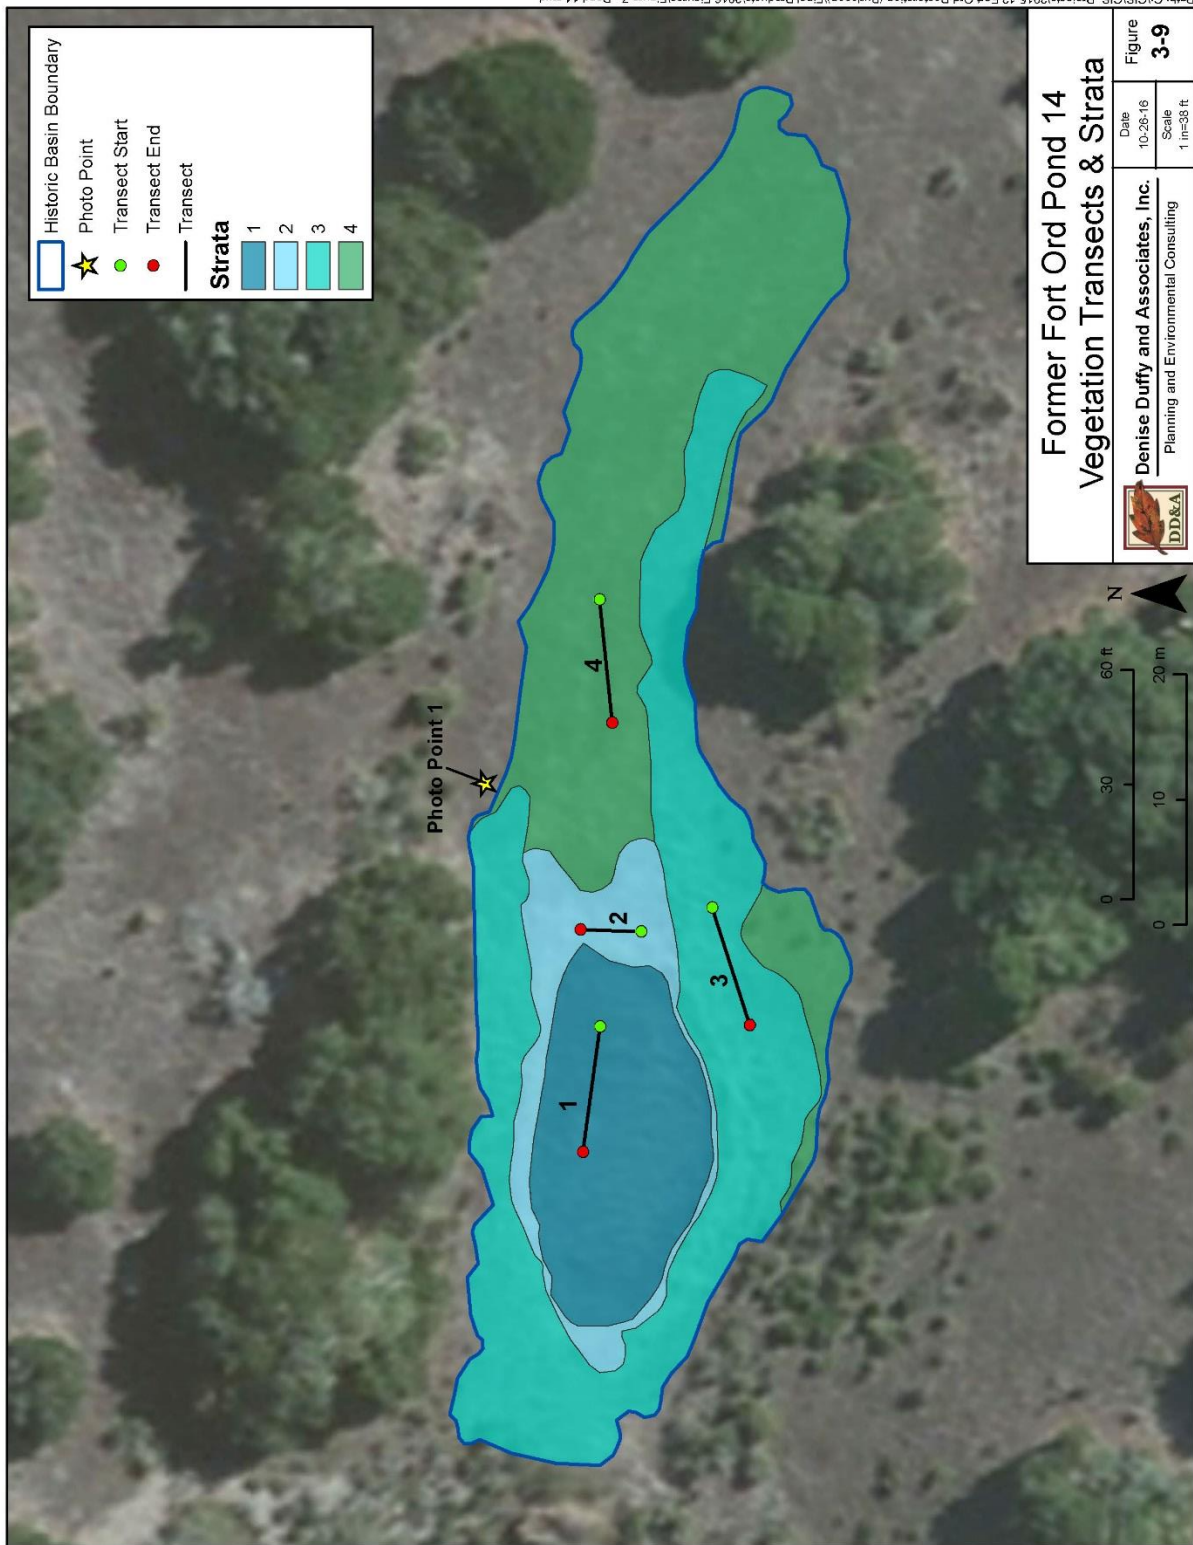 Historic Basin Boundary
Photo Point
Transect Start
Transect End
Transect
Strata
1
2
3
4
Photo Point 1
1
2
3
4
0 30 60 ft
0 10 20 m
N
Former Fort Ord Pond 14
Vegetation Transects & Strata
DD&A
Denise Duffy and Associates, Inc.
Planning and Environmental Consulting
Date
10-26-16
Scale
1 in=38 ft
Figure
3-9